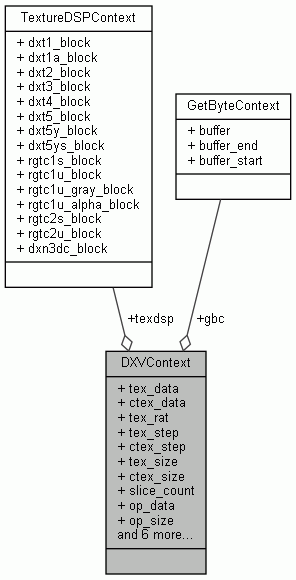 TextureDSPContext
+ dxt1_block
+ dxt1a_block
+ dxt2_block
+ dxt3_block
+ dxt4_block
+ dxt5_block
+ dxt5y_block
+ dxt5ys_block
+ rgtc1s_block
+ rgtc1u_block
+ rgtc1u_gray_block
+ rgtc1u_alpha_block
+ rgtc2s_block
+ rgtc2u_block
+ dxn3dc_block
GetByteContext
+ buffer
+ buffer_end
+ buffer_start
+texdsp
+gbc
DXVContext
+ tex_data
+ ctex_data
+ tex_rat
+ tex_step
+ ctex_step
+ tex_size
+ ctex_size
+ slice_count
+ op_data
+ op_size
and 6 more...